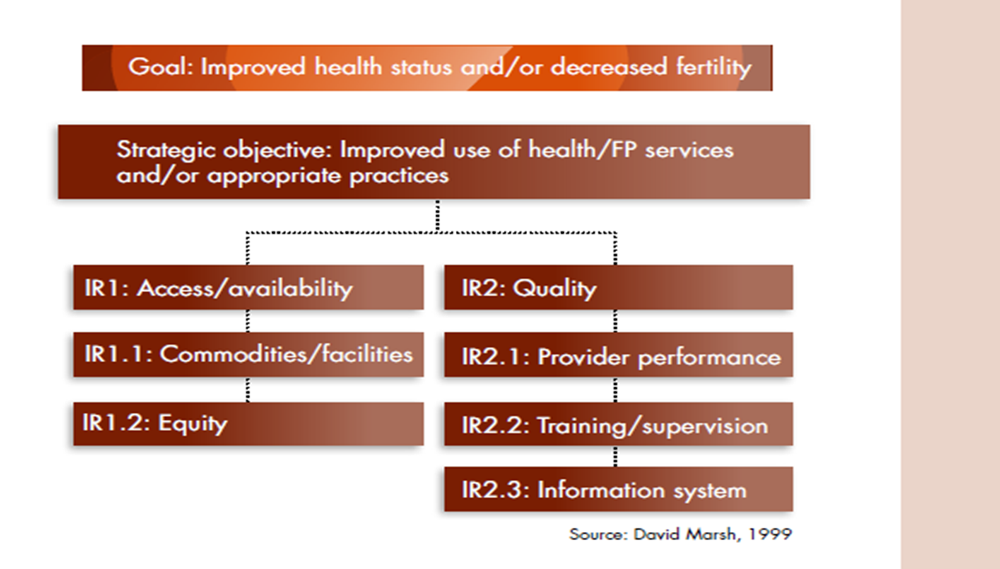 Goal: Improved health status and/or decreased fertility
Strategic objective: Improved use of health/FP services
and/or appropriate practices
IR1: Access/availability
IR1.1: Commodities/facilities
IR1.2: Equity
IR2: Quality
IR2.1: Provider performance
IR2.2: Training/supervision
IR2.3: Information system
Source: David Marsh, 1999